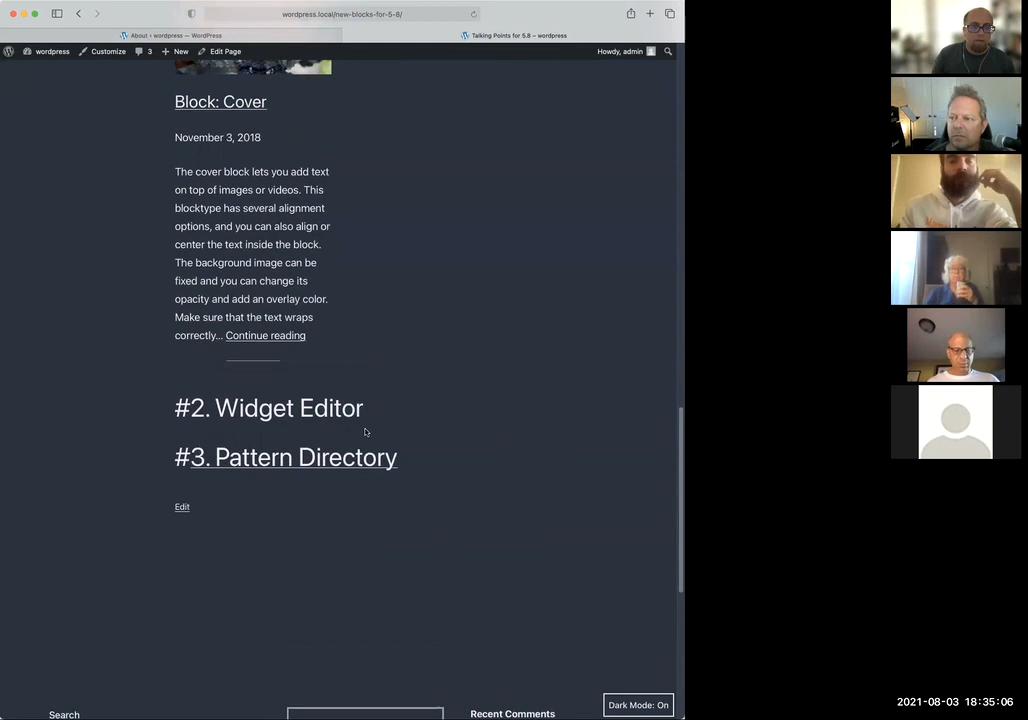 wordpress.local/new-blocks-for-5-8/
About ‹ wordpress — WordPress
Talking Points for 5.8 – wordpress
wordpress Customize 3 New Edit Page Howdy, admin
Block: Cover
November 3, 2018
The cover block lets you add text
on top of images or videos. This
blocktype has several alignment
options, and you can also align or
center the text inside the block.
The background image can be
fixed and you can change its
opacity and add an overlay color.
Make sure that the text wraps
correctly... Continue reading
#2. Widget Editor
#3. Pattern Directory
Edit
Dark Mode: On
Search
Recent Comments
2021-08-03 18:35:06